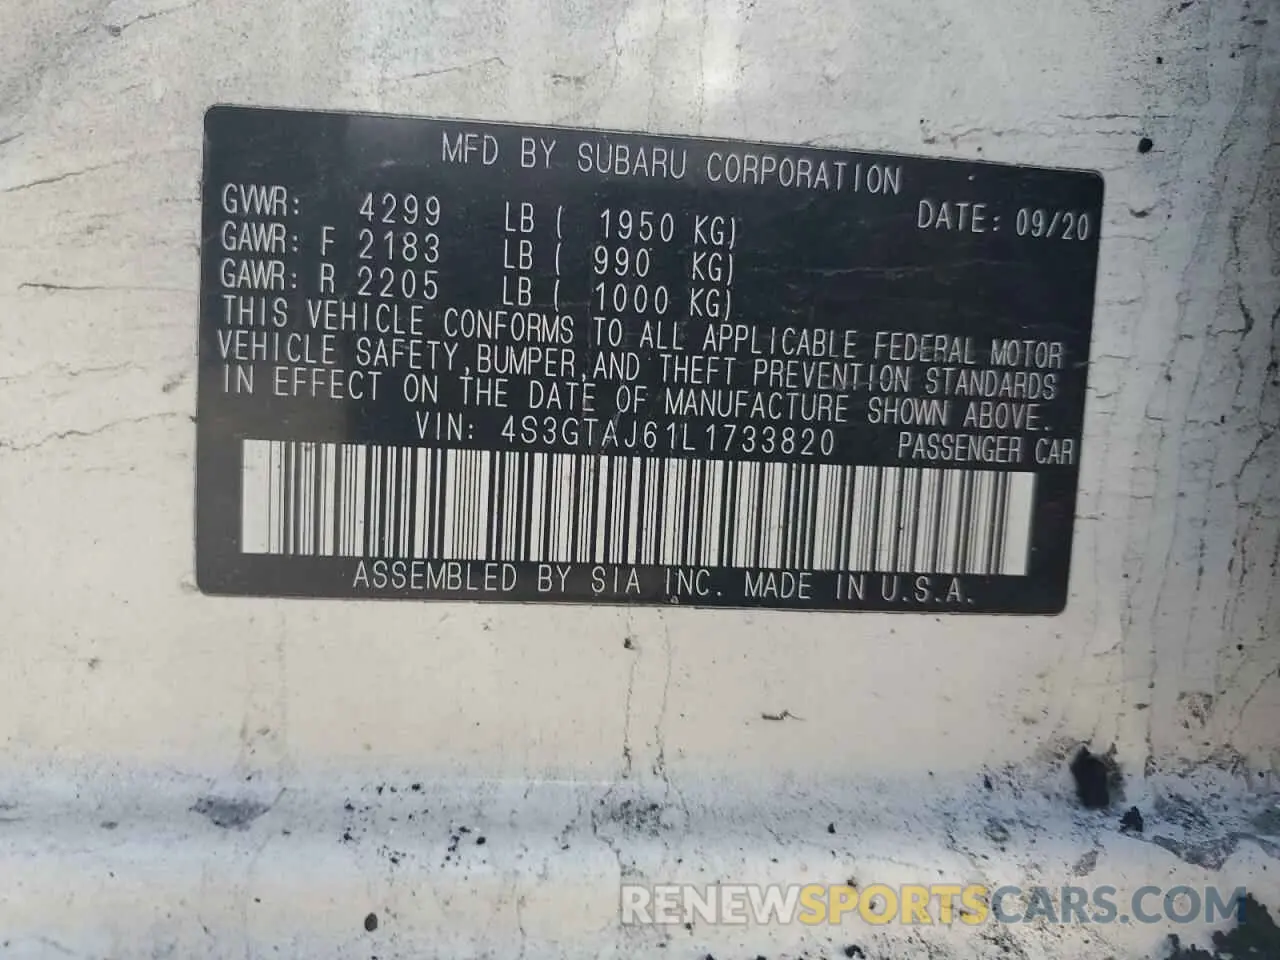 MFD BY SUBARU CORPORATION
GVWR: 4299 LB ( 1950 KG) DATE: 09/20
GAWR: F 2183 LB ( 990 KG)
GAWR: R 2205 LB ( 1000 KG)
THIS VEHICLE CONFORMS TO ALL APPLICABLE FEDERAL MOTOR
VEHICLE SAFETY, BUMPER, AND THEFT PREVENTION STANDARDS
IN EFFECT ON THE DATE OF MANUFACTURE SHOWN ABOVE.
VIN: 4S3GTAJ61L1733820 PASSENGER CAR
ASSEMBLED BY SIA INC. MADE IN U.S.A.
RENEWSPORTSCARS.COM